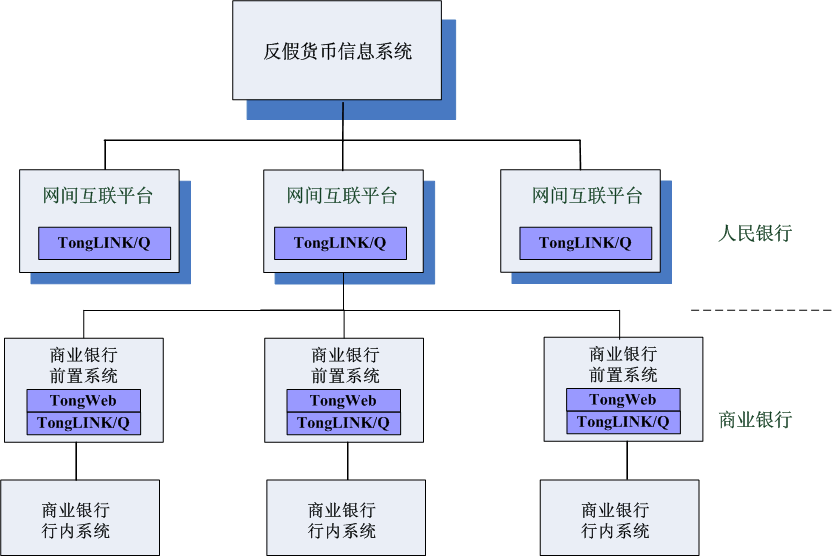 反假货币信息系统
网间互联平台
网间互联平台
网间互联平台
TongLINK/Q
TongLINK/Q
TongLINK/Q
人民银行
商业银行
前置系统
TongWeb
TongLINK/Q
商业银行
前置系统
TongWeb
TongLINK/Q
商业银行
前置系统
TongWeb
TongLINK/Q
商业银行
商业银行
行内系统
商业银行
行内系统
商业银行
行内系统